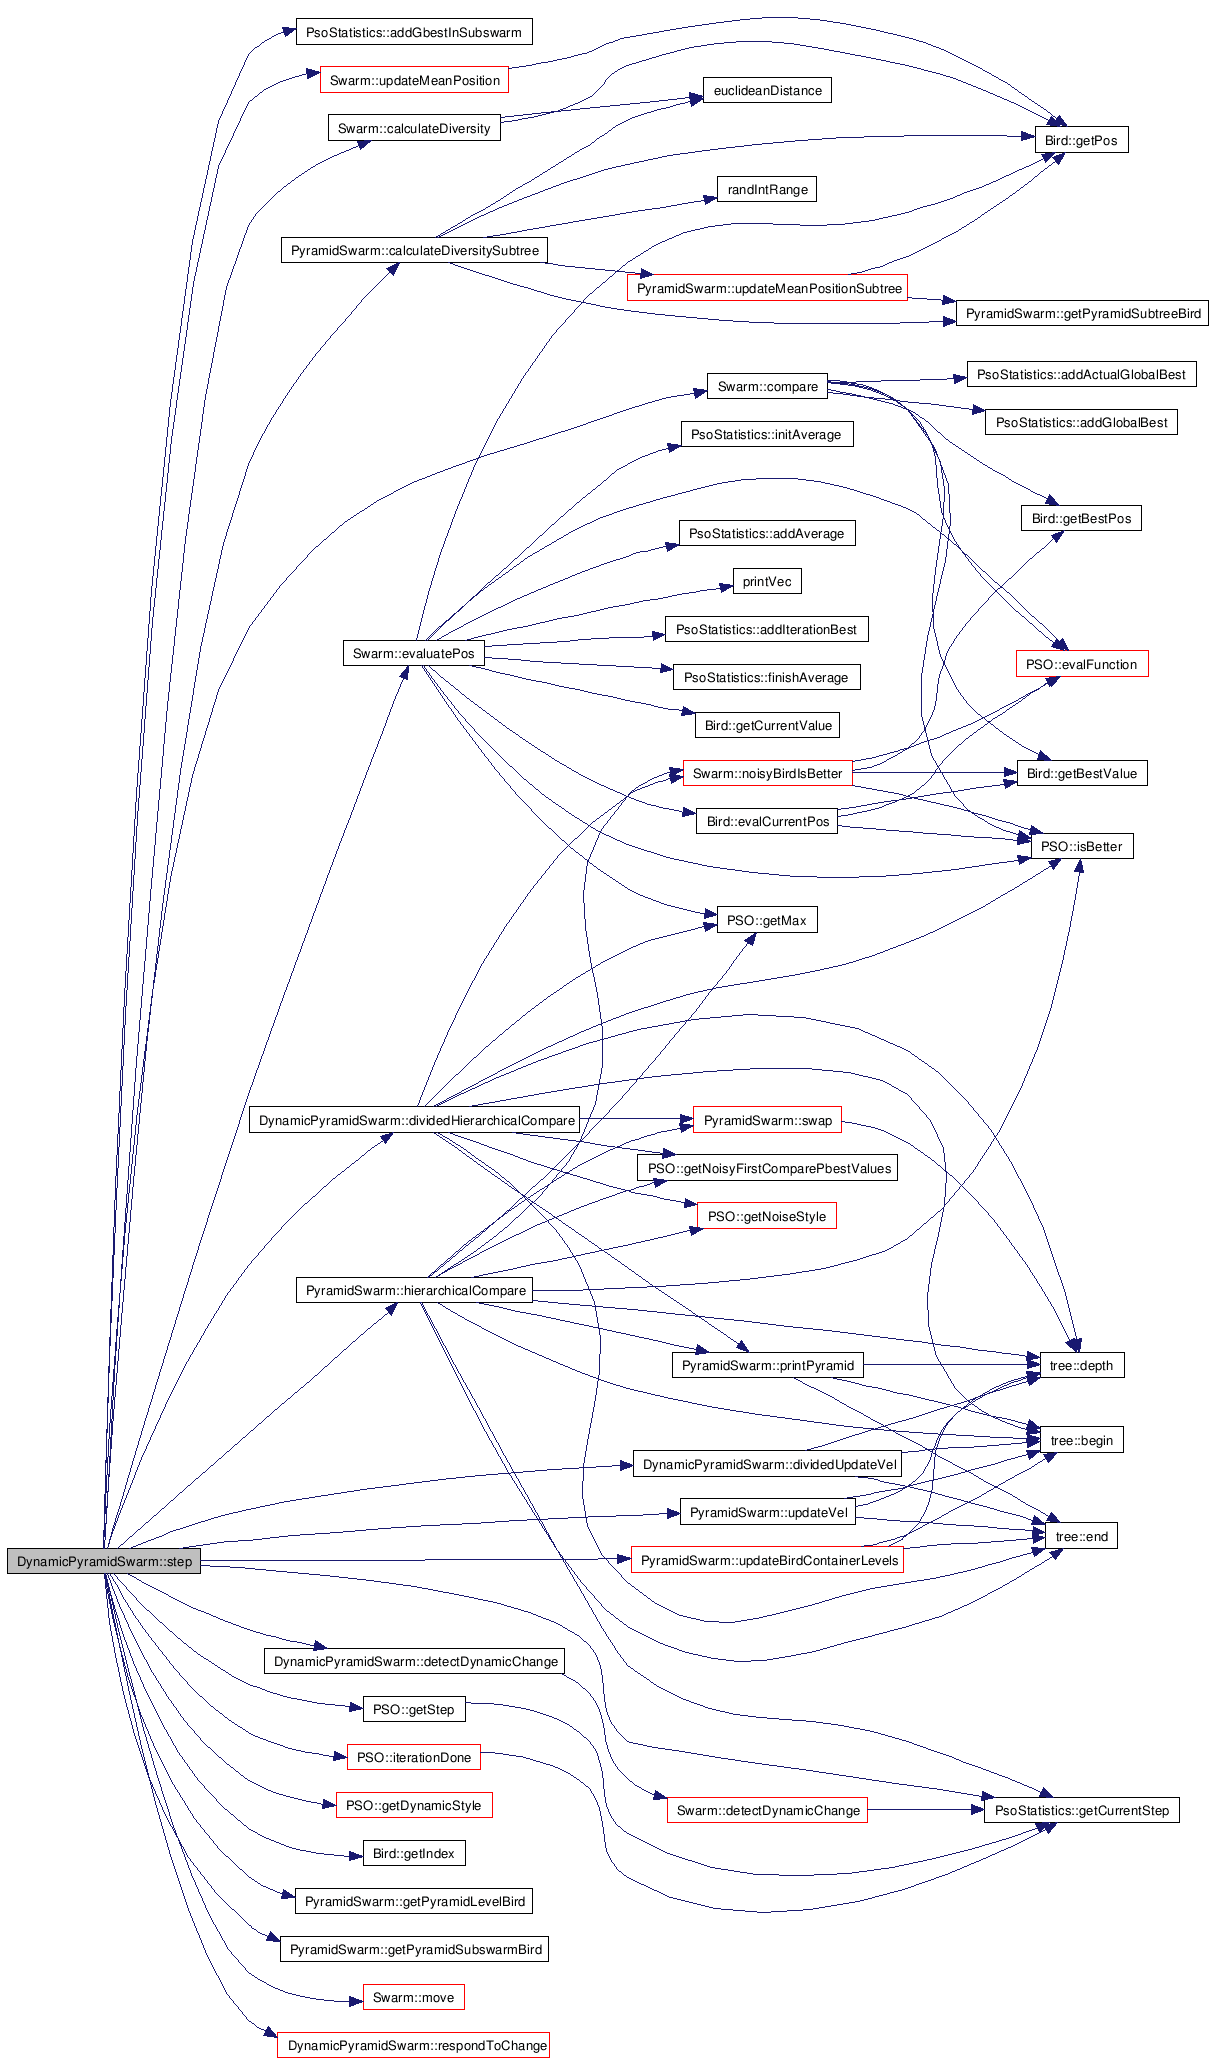 PsoStatistics::addGbestInSubswarm
Swarm::updateMeanPosition
euclideanDistance
Swarm::calculateDiversity
Bird::getPos
randIntRange
PyramidSwarm::calculateDiversitySubtree
PyramidSwarm::updateMeanPositionSubtree
PyramidSwarm::getPyramidSubtreeBird
PsoStatistics::addActualGlobalBest
Swarm::compare
PsoStatistics::addGlobalBest
PsoStatistics::initAverage
Bird::getBestPos
PsoStatistics::addAverage
printVec
PsoStatistics::addIterationBest
Swarm::evaluatePos
PSO::evalFunction
PsoStatistics::finishAverage
Bird::getCurrentValue
Swarm::noisyBirdIsBetter
Bird::getBestValue
Bird::evalCurrentPos
PSO::isBetter
PSO::getMax
DynamicPyramidSwarm::dividedHierarchicalCompare
PyramidSwarm::swap
PSO::getNoisyFirstComparePbestValues
PSO::getNoiseStyle
PyramidSwarm::hierarchicalCompare
PyramidSwarm::printPyramid
tree::depth
tree::begin
DynamicPyramidSwarm::dividedUpdateVel
PyramidSwarm::updateVel
tree::end
DynamicPyramidSwarm::step
PyramidSwarm::updateBirdContainerLevels
DynamicPyramidSwarm::detectDynamicChange
PSO::getStep
PSO::iterationDone
PSO::getDynamicStyle
Swarm::detectDynamicChange
PsoStatistics::getCurrentStep
Bird::getIndex
PyramidSwarm::getPyramidLevelBird
PyramidSwarm::getPyramidSubswarmBird
Swarm::move
DynamicPyramidSwarm::respondToChange